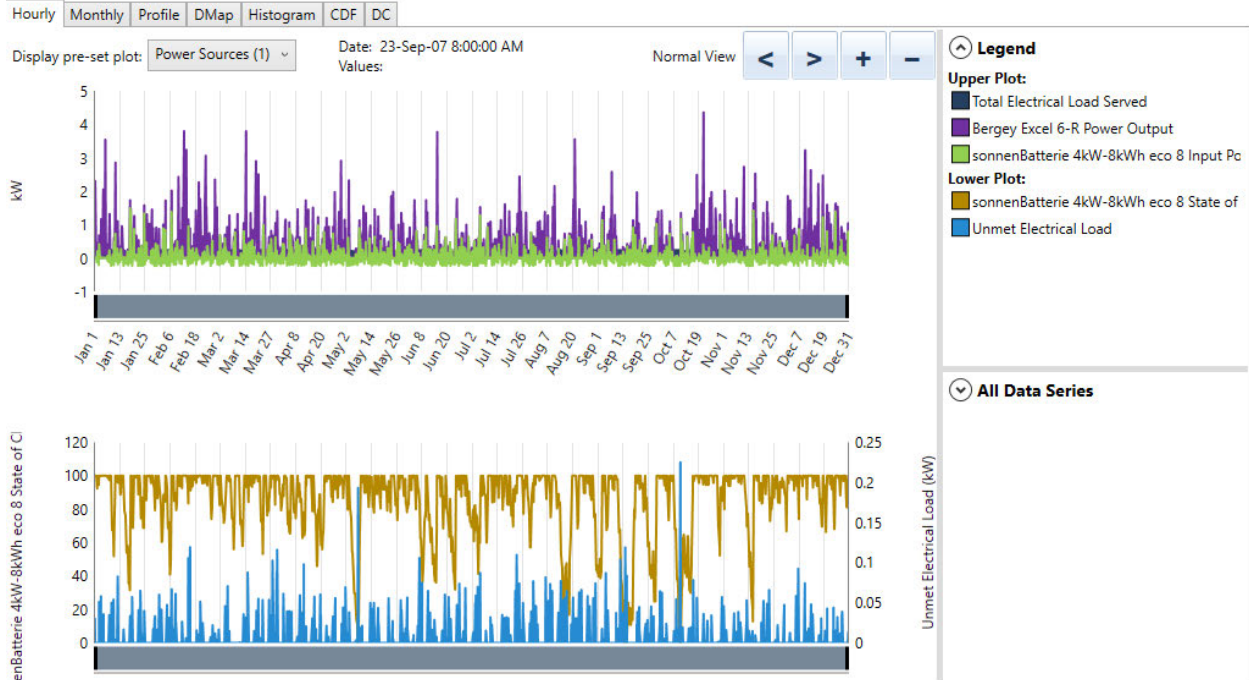 Hourly Monthly Profile DMap Histogram CDF DC
Display pre-set plot: Power Sources (1)
Date: 23-Sep-07 8:00:00 AM
Values:
Normal View < > + −
kW
5
4
3
2
1
0
-1
Jan 1 Jan 13 Jan 25 Feb 6 Feb 18 Mar 2 Mar 14 Mar 27 Apr 8 Apr 20 May 2 May 14 May 26 Jun 8 Jun 20 Jul 2 Jul 14 Jul 26 Aug 7 Aug 20 Sep 1 Sep 13 Sep 25 Oct 7 Oct 19 Nov 1 Nov 13 Nov 25 Dec 7 Dec 19 Dec 31
enBatterie 4kW-8kWh eco 8 State of Cl
120
100
80
60
40
20
0
0.25
0.2
0.15
0.1
0.05
0
Unmet Electrical Load (kW)
Legend
Upper Plot:
Total Electrical Load Served
Bergey Excel 6-R Power Output
sonnenBatterie 4kW-8kWh eco 8 Input Po
Lower Plot:
sonnenBatterie 4kW-8kWh eco 8 State of
Unmet Electrical Load
All Data Series